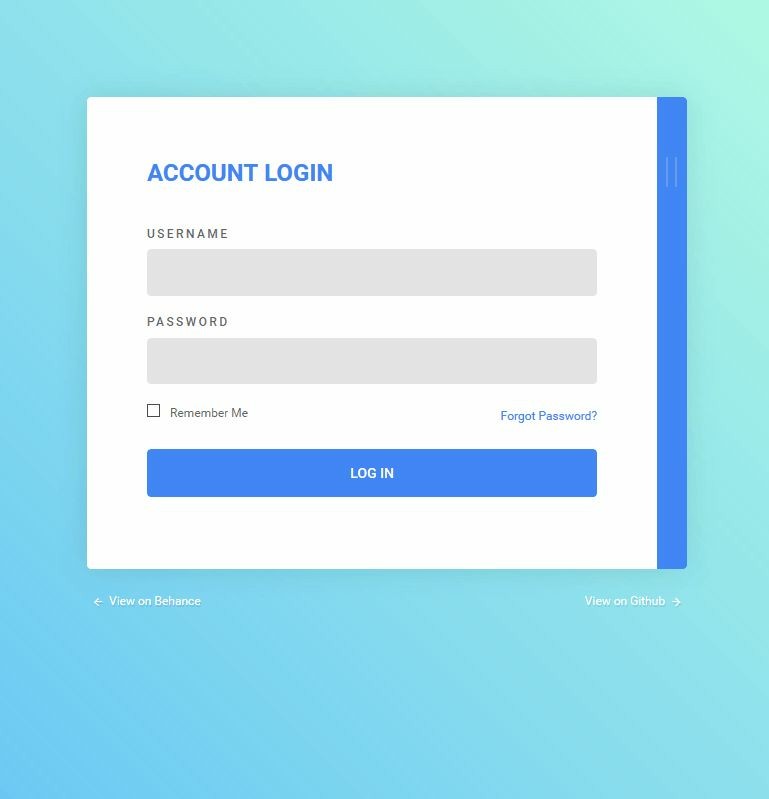 ACCOUNT LOGIN
USERNAME
PASSWORD
Remember Me
Forgot Password?
LOG IN
← View on Behance
View on Github →